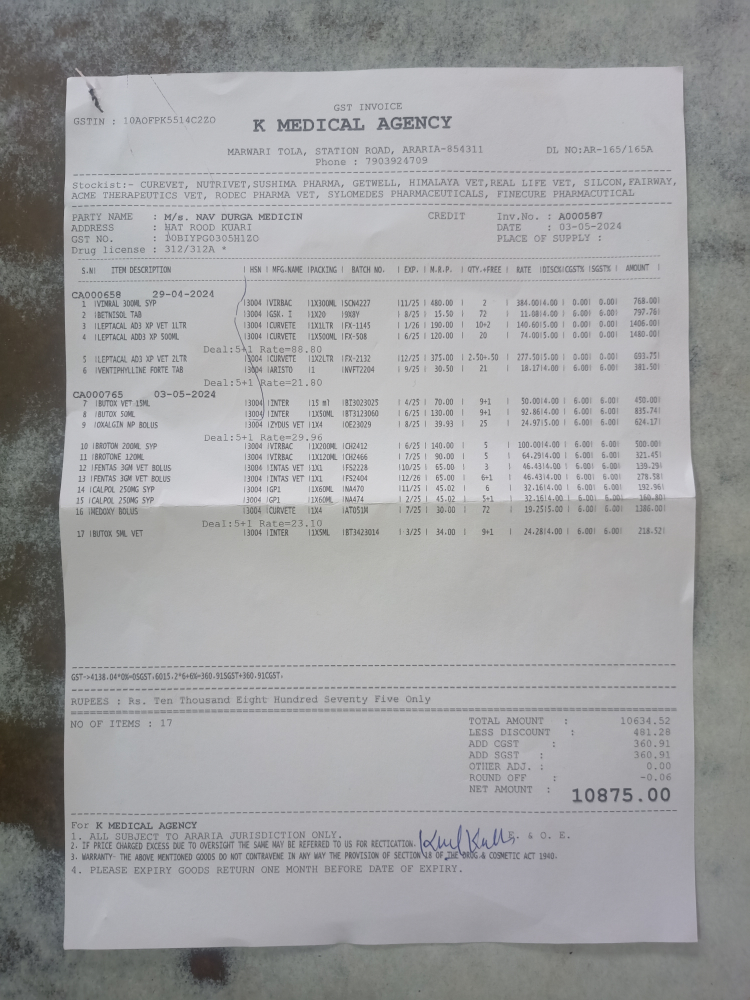 GST INVOICE
GSTIN : 10AOFPK5514C2ZO
K MEDICAL AGENCY
MARWARI TOLA, STATION ROAD, ARARIA-854311 DL NO:AR-165/165A
Phone : 7903924709
Stockist:- CUREVET, NUTRIVET,SUSHIMA PHARMA, GETWELL, HIMALAYA VET,REAL LIFE VET, SILCON,FAIRWAY,
ACME THERAPEUTICS VET, RODEC PHARMA VET, SYLOMEDES PHARMACEUTICALS, FINECURE PHARMACUTICAL
PARTY NAME : M/s. NAV DURGA MEDICIN CREDIT Inv.No. : A000587
ADDRESS : HAT ROOD KUARI DATE : 03-05-2024
GST NO. : 10BIYPG0305H1ZO PLACE OF SUPPLY :
Drug license : 312/312A *
S.N| ITEM DESCRIPTION | HSN | MFG.NAME |PACKING | BATCH NO. | EXP. | M.R.P. | QTY.+FREE | RATE |DISC%|CGST% |SGST% | AMOUNT |
CA000658 29-04-2024
1 |VIMRAL 300ML SYP |3004 |VIRBAC |1X300ML |SCN4227 |11/25 | 480.00 | 2 | 384.00|4.00 | 0.00| 0.00| 768.00|
2 |BETNISOL TAB |3004 |GSK. I |1X20 |9X8Y | 8/25 | 15.50 | 72 | 11.08|4.00 | 0.00| 0.00| 797.76|
3 |LEPTACAL AD3 XP VET 1LTR |3004 |CURVETE |1X1LTR |FX-1145 | 1/26 | 190.00 | 10+2 | 140.60|5.00 | 0.00| 0.00| 1406.00|
4 |LEPTACAL ADD3 XP 500ML |3004 |CURVETE |1X500ML |FX-508 | 6/25 | 120.00 | 20 | 74.00|5.00 | 0.00| 0.00| 1480.00|
Deal:5+1 Rate=88.80
5 |LEPTACAL AD3 XP VET 2LTR |3004 |CURVETE |1X2LTR |FX-2132 |12/25 | 375.00 | 2.50+.50 | 277.50|5.00 | 0.00| 0.00| 693.75|
6 |VENTIPHYLLINE FORTE TAB |3004 |ARISTO |1 |NVFT2204 | 9/25 | 30.50 | 21 | 18.17|4.00 | 0.00| 0.00| 381.50|
Deal:5+1 Rate=21.80
CA000765 03-05-2024
7 |BUTOX VET 15ML |3004 |INTER |15 ml |BI3023025 | 4/25 | 70.00 | 9+1 | 50.00|4.00 | 6.00| 6.00| 450.00|
8 |BUTOX 50ML |3004 |INTER |1X50ML |BT3123060 | 6/25 | 130.00 | 9+1 | 92.86|4.00 | 6.00| 6.00| 835.74|
9 |OXALGIN NP BOLUS |3004 |ZYDUS VET |1X4 |OE23029 | 8/25 | 39.93 | 25 | 24.97|5.00 | 6.00| 6.00| 624.17|
Deal:5+1 Rate=29.96
10 |BROTON 200ML SYP |3004 |VIRBAC |1X200ML |CH2412 | 6/25 | 140.00 | 5 | 100.00|4.00 | 6.00| 6.00| 500.00|
11 |BROTONE 120ML |3004 |VIRBAC |1X120ML |CH2466 | 7/25 | 90.00 | 5 | 64.29|4.00 | 6.00| 6.00| 321.45|
12 |FENTAS 3GM VET BOLUS |3004 |INTAS VET |1X1 |FS2228 |10/25 | 65.00 | 3 | 46.43|4.00 | 6.00| 6.00| 139.29|
13 |FENTAS 3GM VET BOLUS |3004 |INTAS VET |1X1 |FS2404 |12/26 | 65.00 | 6+1 | 46.43|4.00 | 6.00| 6.00| 278.58|
14 |CALPOL 250MG SYP |3004 |GP1 |1X60ML |NA470 |11/25 | 45.02 | 6 | 32.16|4.00 | 6.00| 6.00| 192.96|
15 |CALPOL 250MG SYP |3004 |GP1 |1X60ML |NA474 | 2/25 | 45.02 | 5+1 | 32.16|4.00 | 6.00| 6.00| 160.80|
16 |MEDOXY BOLUS |3004 |CURVETE |1X4 |AT051M | 7/25 | 30.00 | 72 | 19.25|5.00 | 6.00| 6.00| 1386.00|
Deal:5+1 Rate=23.10
17 |BUTOX 5ML VET |3004 |INTER |1X5ML |BT3423014 | 3/25 | 34.00 | 9+1 | 24.28|4.00 | 6.00| 6.00| 218.52|
GST->4138.04*0%=0SGST,6015.2*6+6%=360.91SGST+360.91CGST,
RUPEES : Rs. Ten Thousand Eight Hundred Seventy Five Only
NO OF ITEMS : 17 TOTAL AMOUNT : 10634.52
LESS DISCOUNT : 481.28
ADD CGST : 360.91
ADD SGST : 360.91
OTHER ADJ. : 0.00
ROUND OFF : -0.06
NET AMOUNT : 10875.00
For K MEDICAL AGENCY
1. ALL SUBJECT TO ARARIA JURISDICTION ONLY. & O. E.
2. IF PRICE CHARGED EXCESS DUE TO OVERSIGHT THE SAME MAY BE REFERRED TO US FOR RECTICATION.
3. WARRANTY- THE ABOVE MENTIONED GOODS DO NOT CONTRAVENE IN ANY WAY THE PROVISION OF SECTION 18 OF THE DRUG & COSMETIC ACT 1940.
4. PLEASE EXPIRY GOODS RETURN ONE MONTH BEFORE DATE OF EXPIRY.